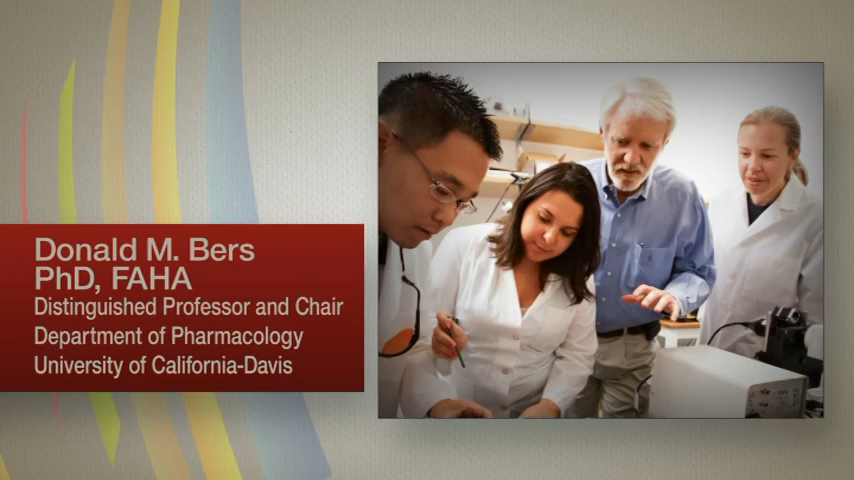 Donald M. Bers
PhD, FAHA
Distinguished Professor and Chair
Department of Pharmacology
University of California-Davis